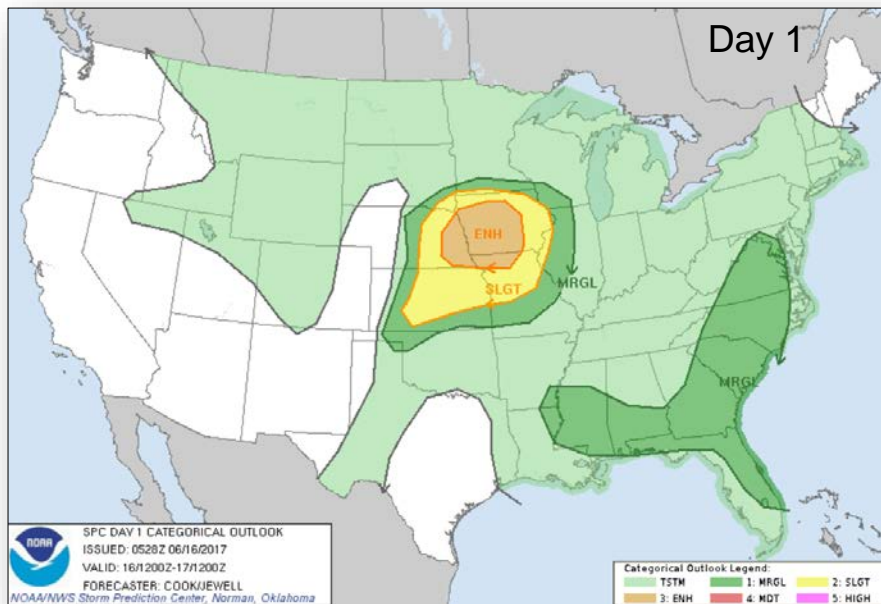 Day 1
ENH
SLGT
MRGL
MRGL
NOAA
SPC DAY 1 CATEGORICAL OUTLOOK
ISSUED: 0528Z 06/16/2017
VALID: 16/1200Z-17/1200Z
FORECASTER: COOK/JEWELL
NOAA/NWS Storm Prediction Center, Norman, Oklahoma
Categorical Outlook Legend:
TSTM 1: MRGL 2: SLGT
3: ENH 4: MDT 5: HIGH